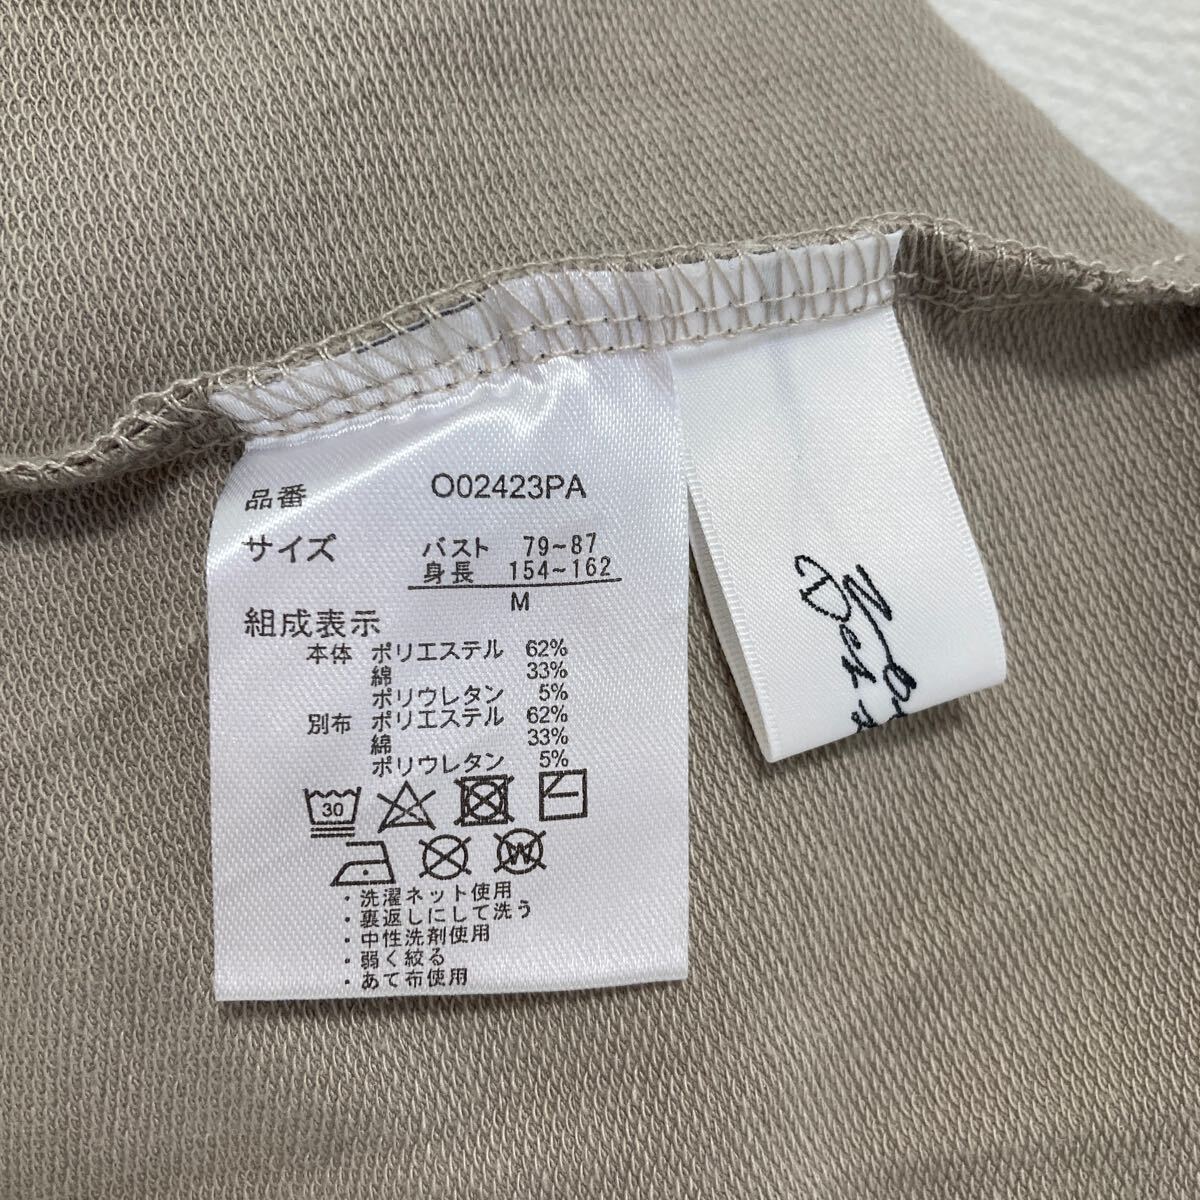 品番 O02423PA
サイズ バスト 79~87
身長 154~162
M
組成表示
本体 ポリエステル 62%
綿 33%
ポリウレタン 5%
別布 ポリエステル 62%
綿 33%
ポリウレタン 5%
30
W
・洗濯ネット使用
・裏返しにして洗う
・中性洗剤使用
・弱く絞る
・あて布使用